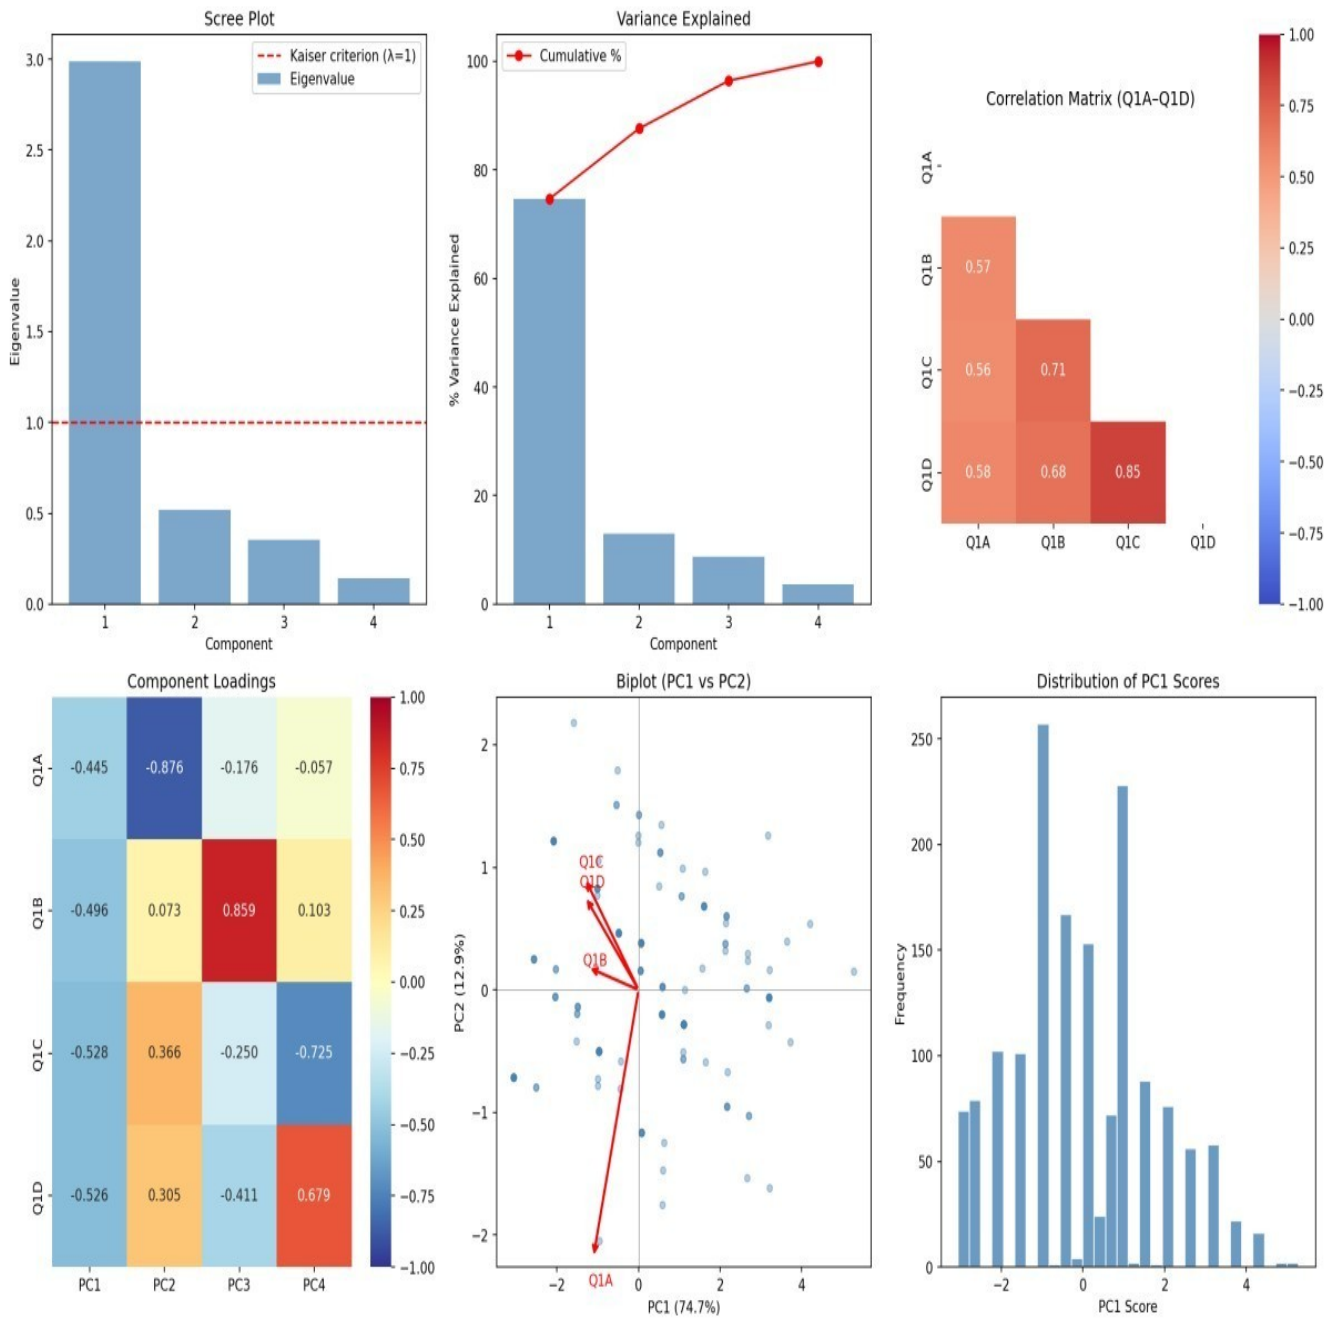 Scree Plot
Kaiser criterion (λ=1)
Eigenvalue
3.0
2.5
2.0
1.5
1.0
0.5
0.0
Eigenvalue
1 2 3 4
Component
Variance Explained
Cumulative %
100
80
60
40
20
0
% Variance Explained
1 2 3 4
Component
Correlation Matrix (Q1A–Q1D)
Q1A
Q1B
0.57
Q1C
0.56 0.71
Q1D
0.58 0.68 0.85
Q1A Q1B Q1C Q1D
1.00
0.75
0.50
0.25
0.00
−0.25
−0.50
−0.75
−1.00
Component Loadings
Q1A
-0.445 -0.876 -0.176 -0.057
Q1B
-0.496 0.073 0.859 0.103
Q1C
-0.528 0.366 -0.250 -0.725
Q1D
-0.526 0.305 -0.411 0.679
PC1 PC2 PC3 PC4
1.00
0.75
0.50
0.25
0.00
−0.25
−0.50
−0.75
−1.00
Biplot (PC1 vs PC2)
2
1
0
−1
−2
PC2 (12.9%)
Q1C
Q1D
Q1B
Q1A
−2 0 2 4
PC1 (74.7%)
Distribution of PC1 Scores
250
200
150
100
50
0
Frequency
−2 0 2 4
PC1 Score